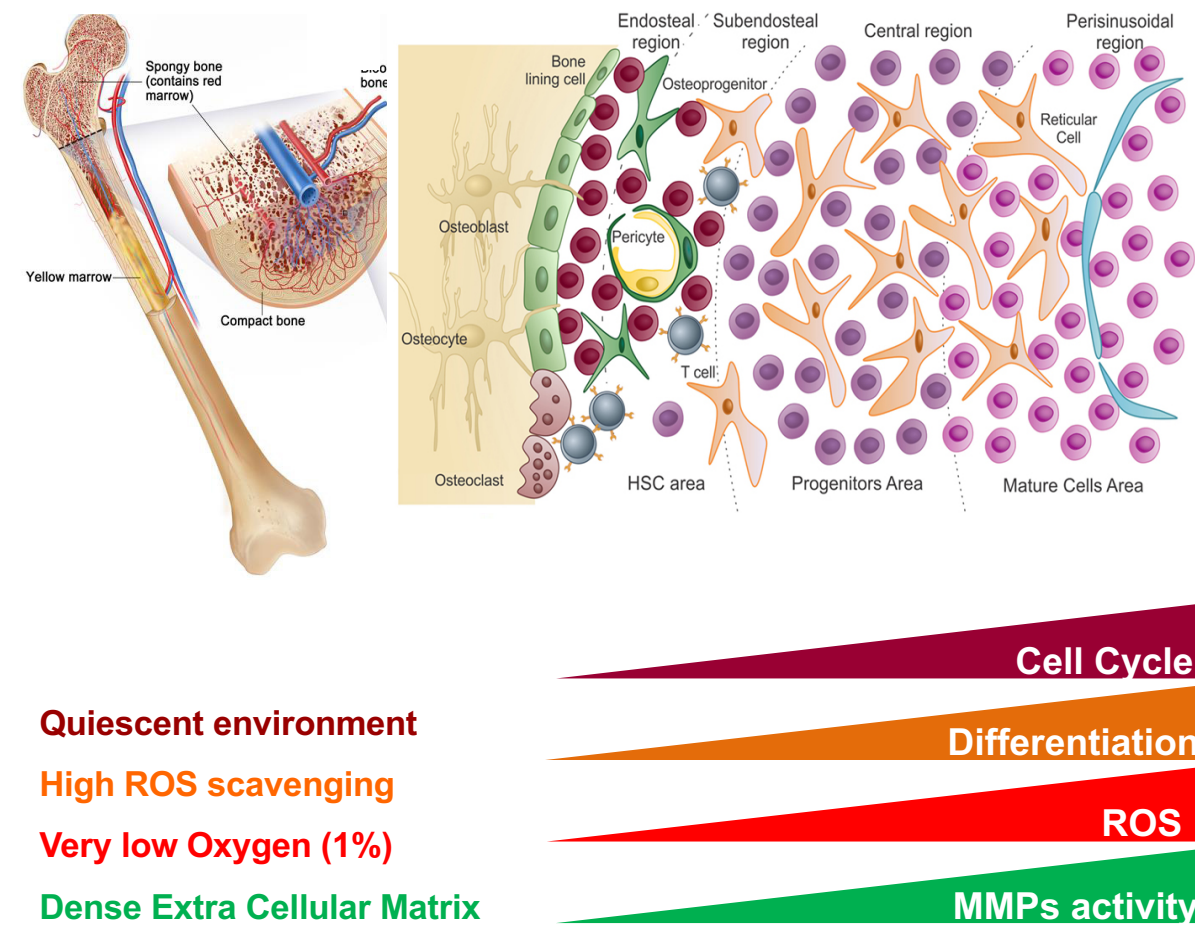 Spongy bone
(contains red
marrow)
bone
Yellow marrow
Compact bone
Endosteal
region
Subendosteal
region
Central region
Perisinusoidal
region
Bone
lining cell
Osteoprogenitor
Reticular
Cell
Osteoblast
Pericyte
Osteocyte
T cell
Osteoclast
HSC area
Progenitors Area
Mature Cells Area
Cell Cycle
Quiescent environment
Differentiation
High ROS scavenging
ROS
Very low Oxygen (1%)
Dense Extra Cellular Matrix
MMPs activity